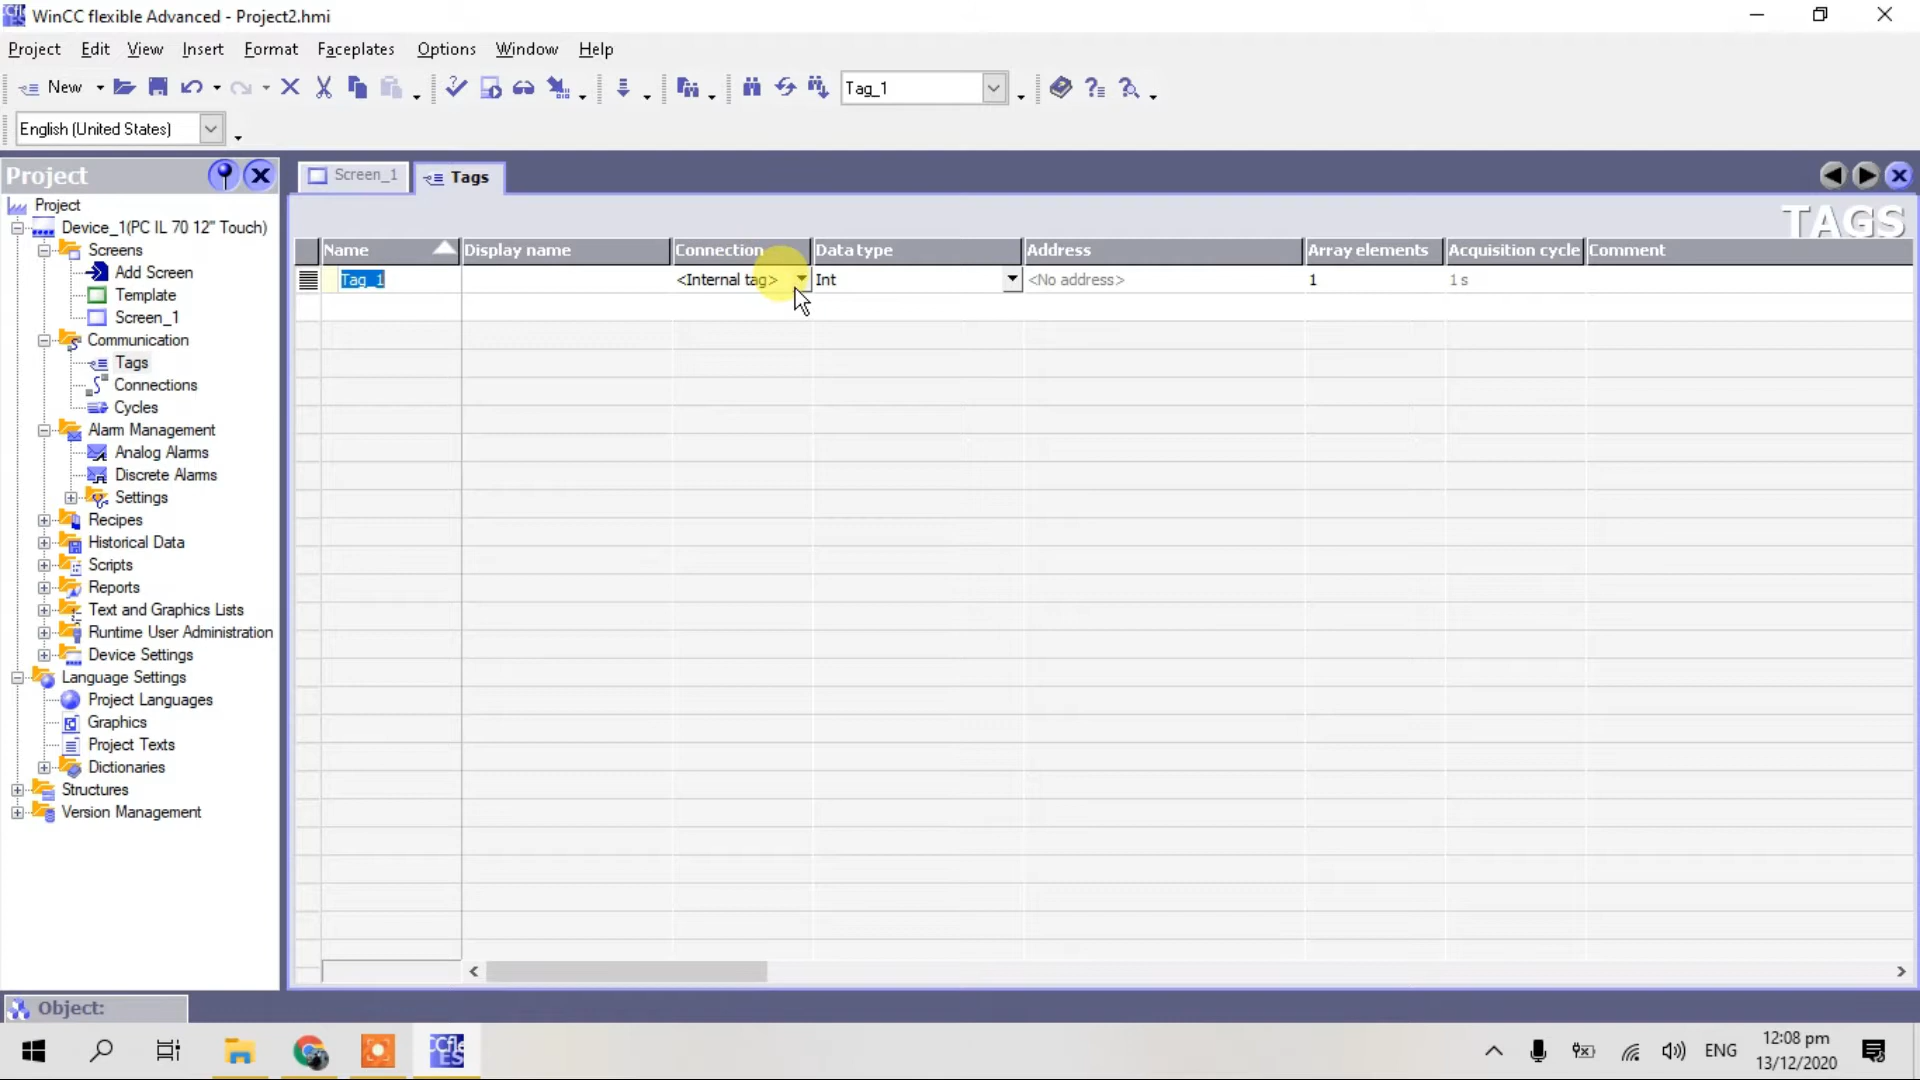 WinCC flexible Advanced - Project2.hmi
Project Edit View Insert Format Faceplates Options Window Help
New Tag_1
English (United States)
Project Screen_1 Tags
TAGS
Project
Device_1(PC IL 70 12" Touch)
Screens
Add Screen
Template
Screen_1
Communication
Tags
Connections
Cycles
Alarm Management
Analog Alarms
Discrete Alarms
Settings
Recipes
Historical Data
Scripts
Reports
Text and Graphics Lists
Runtime User Administration
Device Settings
Language Settings
Project Languages
Graphics
Project Texts
Dictionaries
Structures
Version Management
Name Display name Connection Data type Address Array elements Acquisition cycle Comment
Tag_1 <Internal tag> Int <No address> 1 1 s
Object:
ENG
12:08 pm
13/12/2020